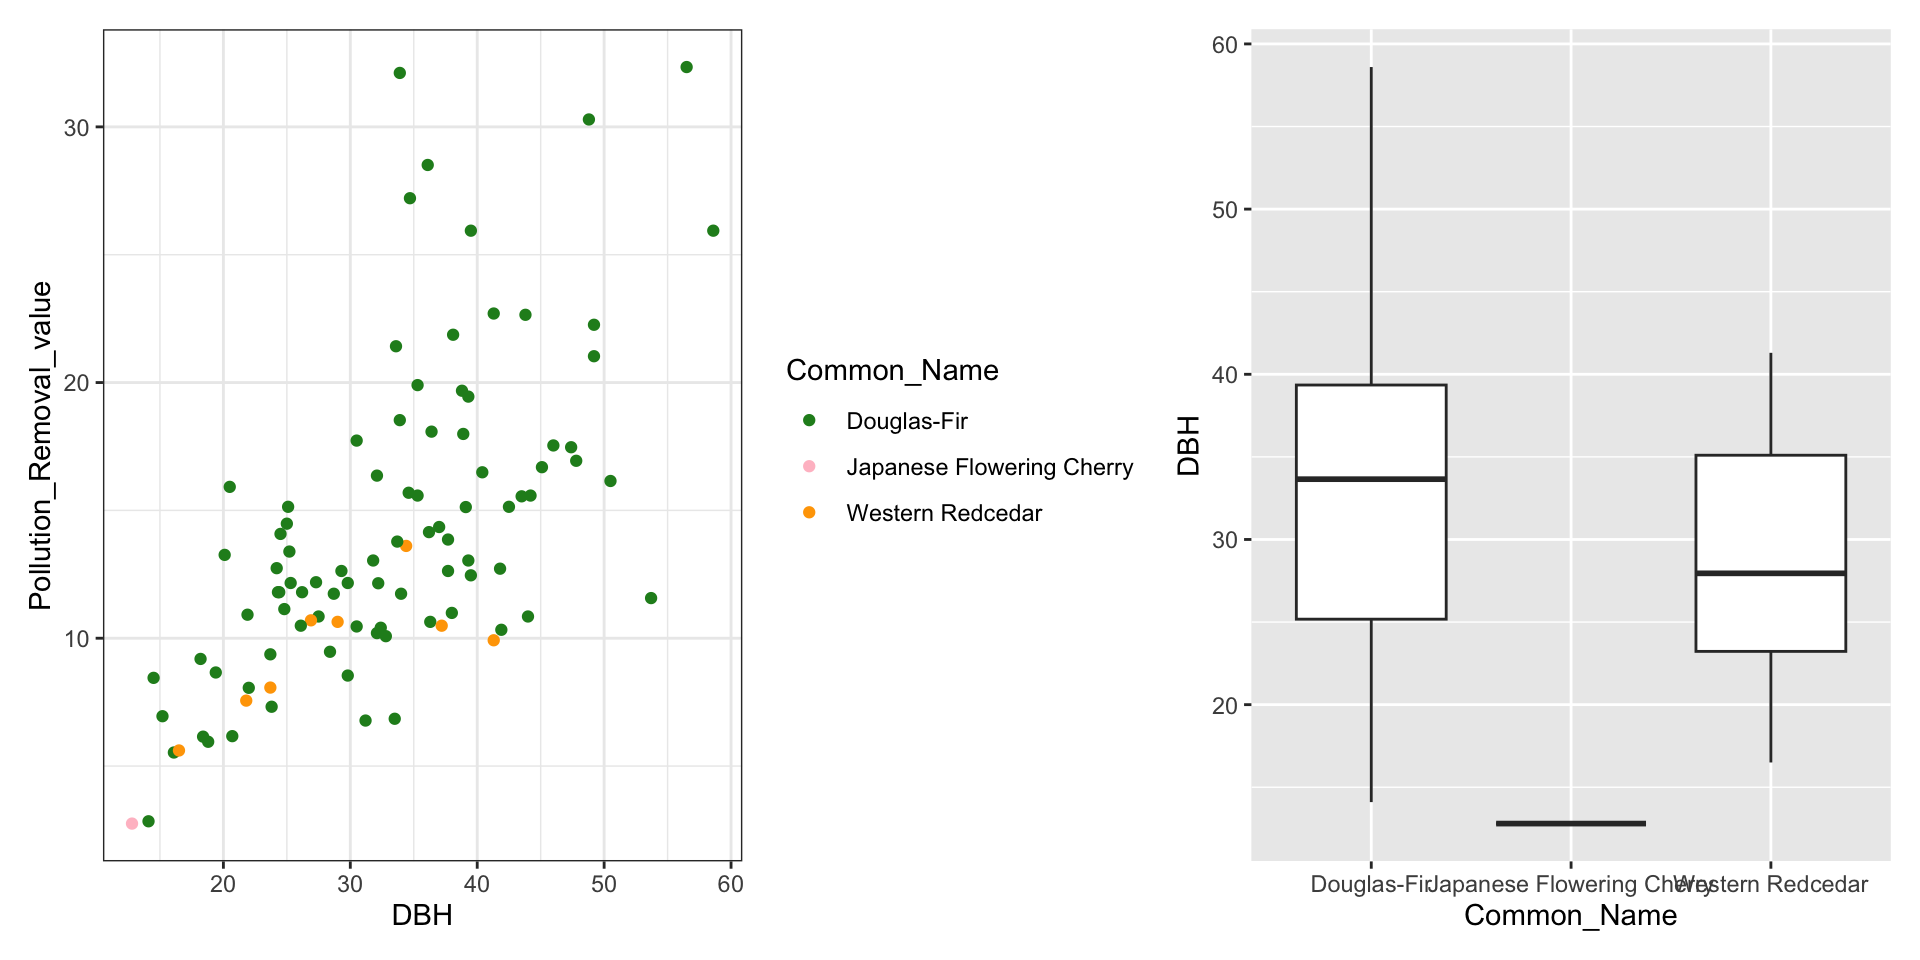 Pollution_Removal_value
30
20
10
20
30
40
50
60
DBH
Common_Name
Douglas-Fir
Japanese Flowering Cherry
Western Redcedar
DBH
60
50
40
30
20
Douglas-Fir
Japanese Flowering Cherry
Western Redcedar
Common_Name